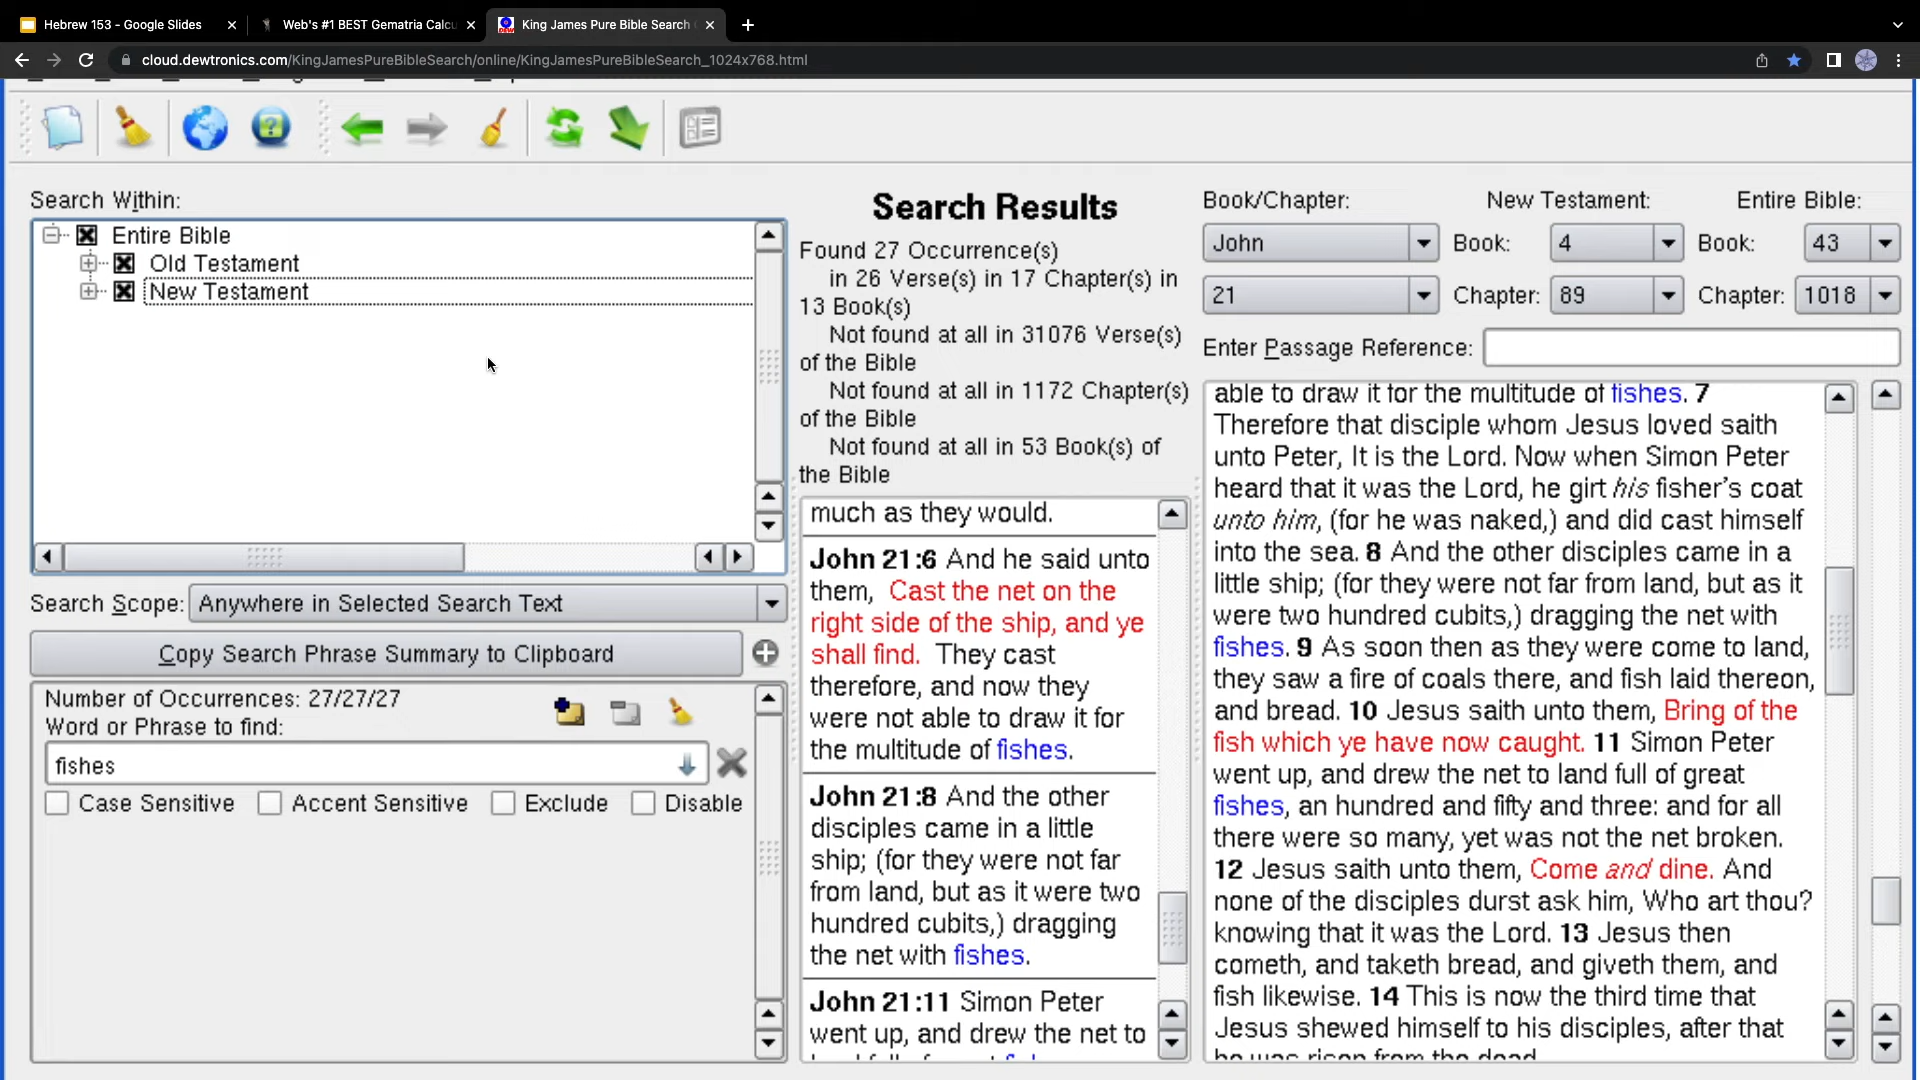 Hebrew 153 - Google Slides
Web's #1 BEST Gematria Calcu
King James Pure Bible Search
cloud.dewtronics.com/KingJamesPureBibleSearch/online/KingJamesPureBibleSearch_1024x768.html
Search Within:
Entire Bible
Old Testament
New Testament
Search Scope: Anywhere in Selected Search Text
Copy Search Phrase Summary to Clipboard
Number of Occurrences: 27/27/27
Word or Phrase to find:
fishes
Case Sensitive Accent Sensitive Exclude Disable
Search Results
Found 27 Occurrence(s)
in 26 Verse(s) in 17 Chapter(s) in
13 Book(s)
Not found at all in 31076 Verse(s)
of the Bible
Not found at all in 1172 Chapter(s)
of the Bible
Not found at all in 53 Book(s) of
the Bible
much as they would.
John 21:6 And he said unto
them, Cast the net on the
right side of the ship, and ye
shall find. They cast
therefore, and now they
were not able to draw it for
the multitude of fishes.
John 21:8 And the other
disciples came in a little
ship; (for they were not far
from land, but as it were two
hundred cubits,) dragging
the net with fishes.
John 21:11 Simon Peter
went up, and drew the net to
Book/Chapter: New Testament: Entire Bible:
John Book: 4 Book: 43
21 Chapter: 89 Chapter: 1018
Enter Passage Reference:
able to draw it for the multitude of fishes. 7
Therefore that disciple whom Jesus loved saith
unto Peter, It is the Lord. Now when Simon Peter
heard that it was the Lord, he girt his fisher's coat
unto him, (for he was naked,) and did cast himself
into the sea. 8 And the other disciples came in a
little ship; (for they were not far from land, but as it
were two hundred cubits,) dragging the net with
fishes. 9 As soon then as they were come to land,
they saw a fire of coals there, and fish laid thereon,
and bread. 10 Jesus saith unto them, Bring of the
fish which ye have now caught. 11 Simon Peter
went up, and drew the net to land full of great
fishes, an hundred and fifty and three: and for all
there were so many, yet was not the net broken.
12 Jesus saith unto them, Come and dine. And
none of the disciples durst ask him, Who art thou?
knowing that it was the Lord. 13 Jesus then
cometh, and taketh bread, and giveth them, and
fish likewise. 14 This is now the third time that
Jesus shewed himself to his disciples, after that
he was risen from the dead